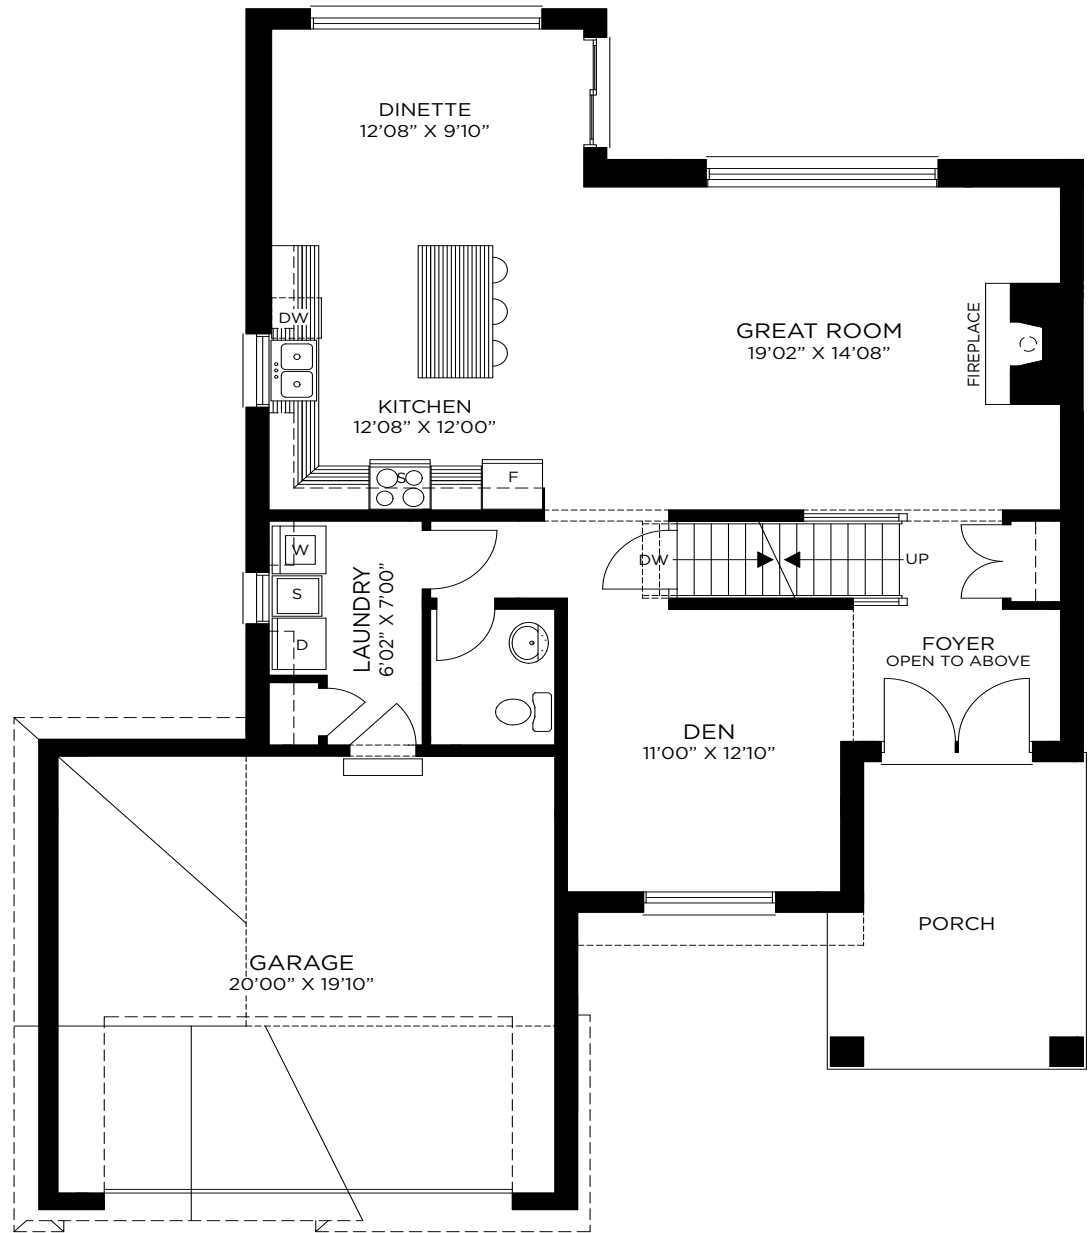 DINETTE
12’08” X 9’10”
DW
GREAT ROOM
19’02” X 14’08”
FIREPLACE
KITCHEN
12’08” X 12’00”
S
F
W
S
D
LAUNDRY
6’02” X 7’00”
DW
UP
FOYER
OPEN TO ABOVE
DEN
11’00” X 12’10”
PORCH
GARAGE
20’00” X 19’10”